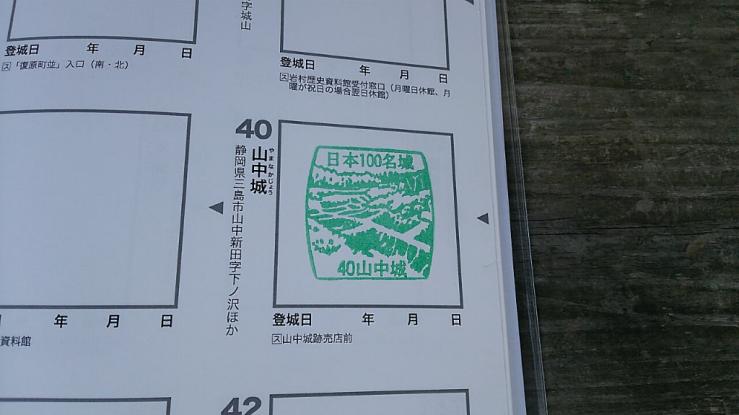 字城山
登城日 年 月 日
ス「復原町並」入口（南・北）
登城日 年 月 日
ス岩村歴史資料館受付窓口（月曜日休館、月
曜が祝日の場合翌日休館）
40
やまなかじょう
山中城
静岡県三島市山中新田字下ノ沢ほか
日本100名城
40山中城
年 月 日
資料館
登城日 年 月 日
ス山中城跡売店前
42